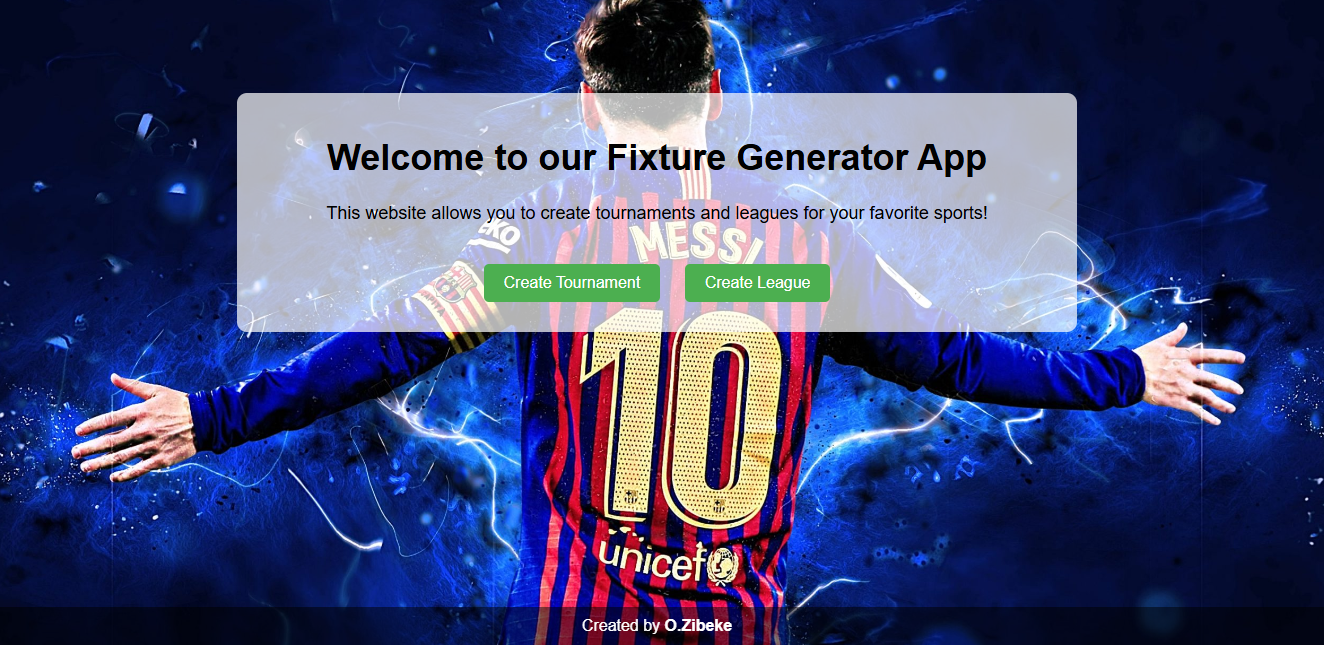 Welcome to our Fixture Generator App
This website allows you to create tournaments and leagues for your favorite sports!
EKO
MESSI
Create Tournament
Create League
10
unicef
Created by O.Zibeke